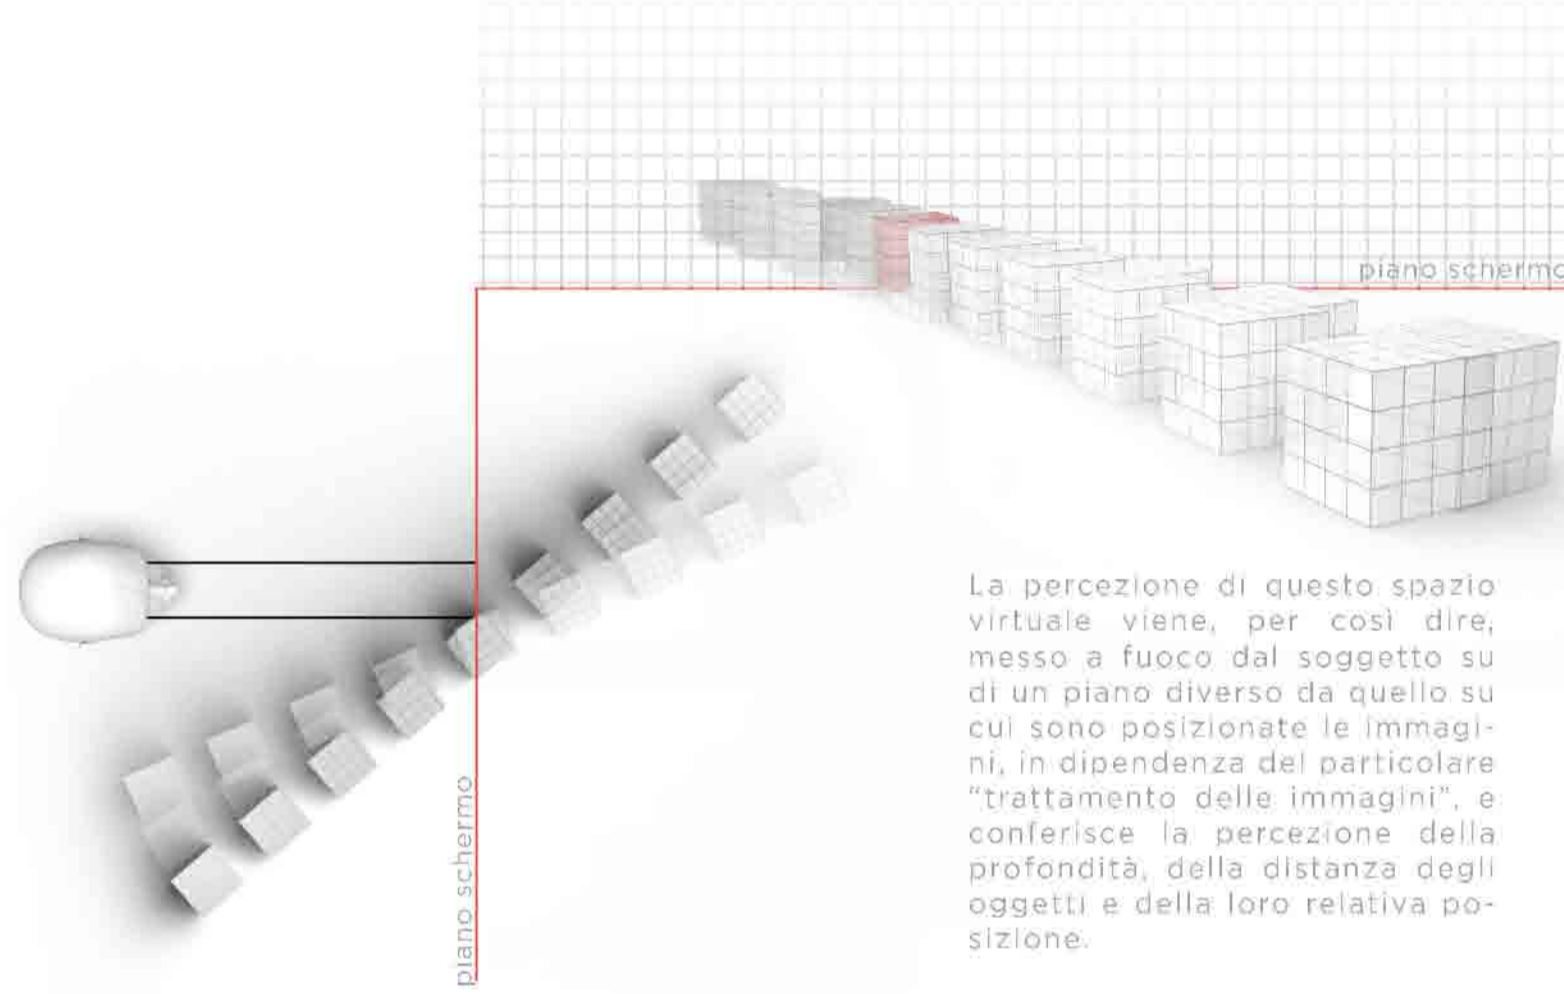 piano schermo
piano schermo
La percezione di questo spazio
virtuale viene, per così dire,
messo a fuoco dal soggetto su
di un piano diverso da quello su
cui sono posizionate le immagi-
ni, in dipendenza del particolare
“trattamento delle immagini”, e
conferisce la percezione della
profondità, della distanza degli
oggetti e della loro relativa po-
sizione.